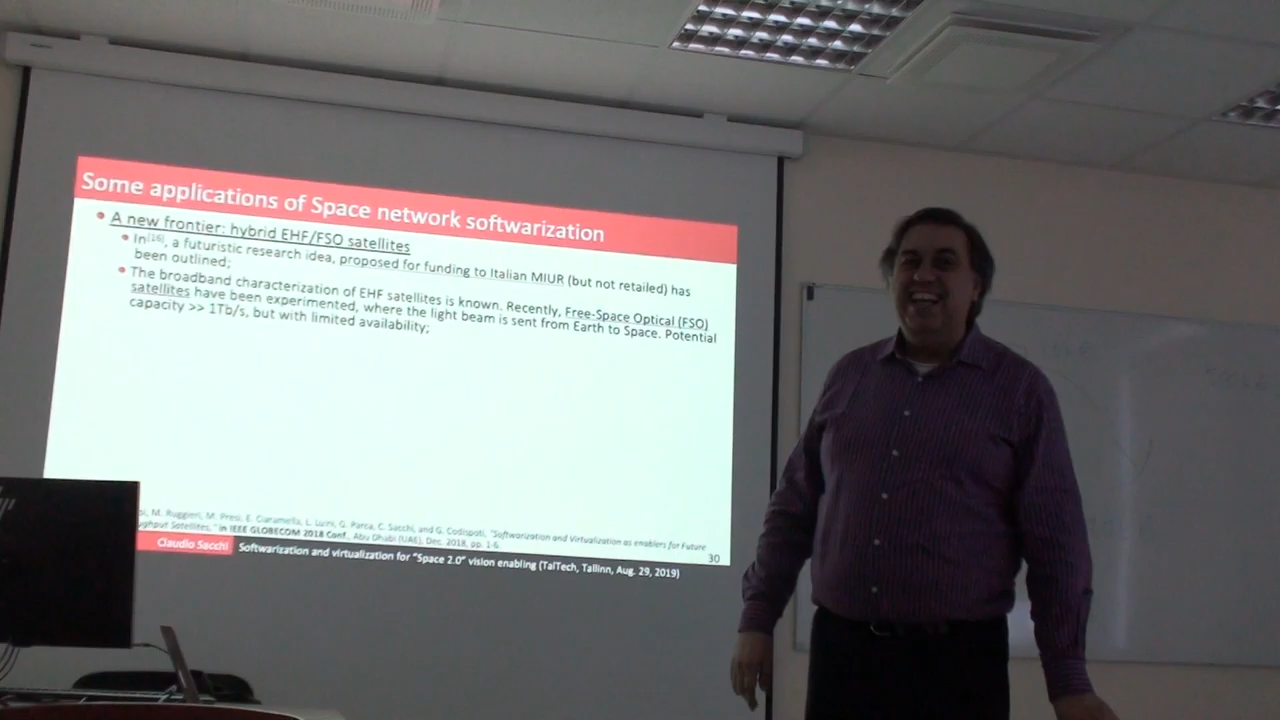 Some applications of Space network softwarization
• A new frontier: hybrid EHF/FSO satellites
• In[16], a futuristic research idea, proposed for funding to Italian MIUR (but not retailed) has
been outlined;
• The broadband characterization of EHF satellites is known. Recently, Free-Space Optical (FSO)
satellites have been experimented, where the light beam is sent from Earth to Space. Potential
capacity >> 1Tb/s, but with limited availability;
M. Ruggieri, M. Presi, E. Ciaramella, L. Luini, G. Parca, C. Sacchi, and G. Codispoti, "Softwarization and Virtualization as enablers for Future
Satellites," in IEEE GLOBECOM 2018 Conf., Abu Dhabi (UAE), Dec. 2018, pp. 1-6.
30
Claudio Sacchi Softwarization and virtualization for "Space 2.0" vision enabling (TalTech, Tallinn, Aug. 29, 2019)